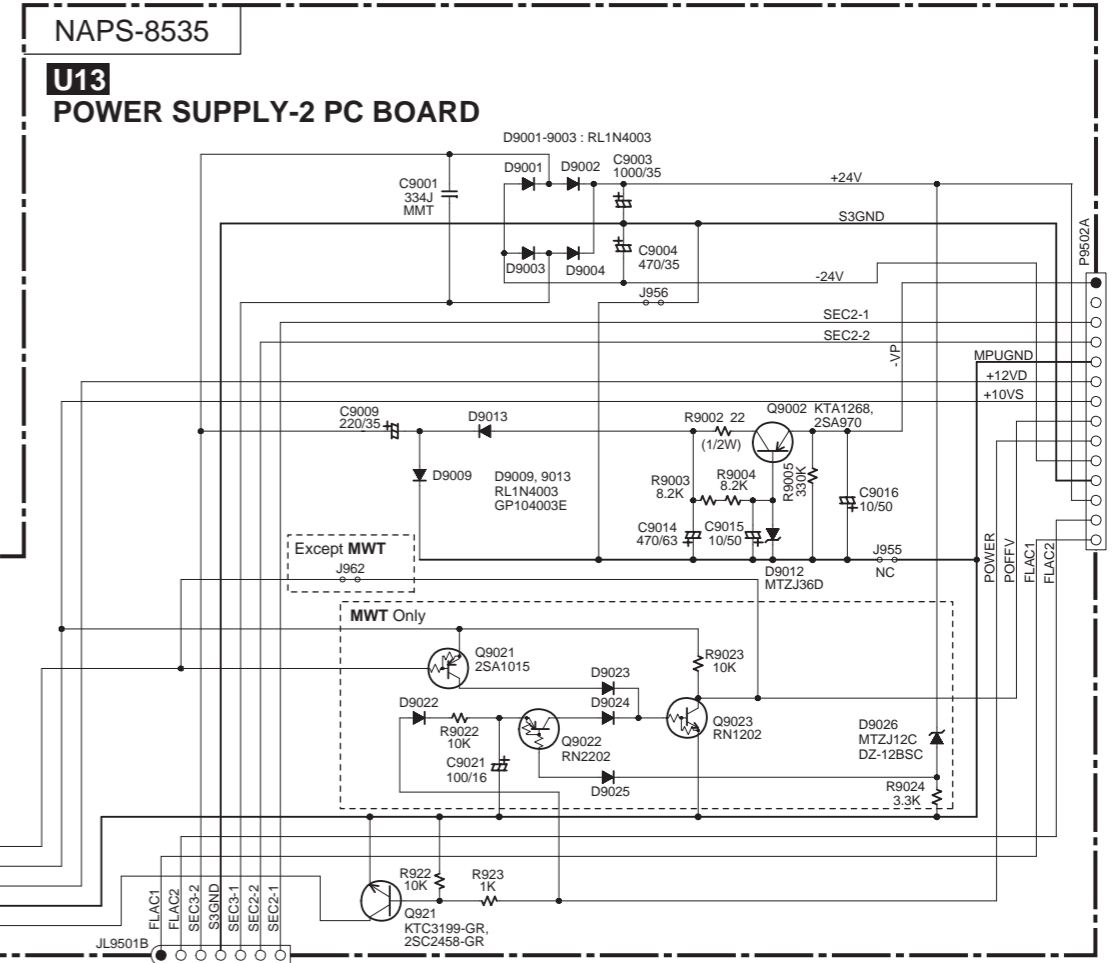 NAPS-8535
U13
POWER SUPPLY-2 PC BOARD
D9001-9003 : RL1N4003
D9001
D9002
C9003
1000/35
C9001
334J
MMT
+24V
S3GND
P9502A
D9003
D9004
C9004
470/35
-24V
J956
SEC2-1
SEC2-2
-VP
MPUGND
+12VD
+10VS
C9009
220/35
D9013
R9002 22
(1/2W)
Q9002 KTA1268,
2SA970
D9009
D9009, 9013
RL1N4003
GP104003E
R9003
8.2K
R9004
8.2K
R9005
330K
C9016
10/50
C9014
470/63
C9015
10/50
D9012
MTZJ36D
J955
NC
POWER
POFFV
FLAC1
FLAC2
Except MWT
J962
MWT Only
Q9021
2SA1015
R9023
10K
D9023
D9022
D9024
R9022
10K
Q9022
RN2202
Q9023
RN1202
C9021
100/16
D9025
D9026
MTZJ12C
DZ-12BSC
R9024
3.3K
R922
10K
R923
1K
Q921
KTC3199-GR,
2SC2458-GR
FLAC1
FLAC2
SEC3-2
S3GND
SEC3-1
SEC2-2
SEC2-1
JL9501B